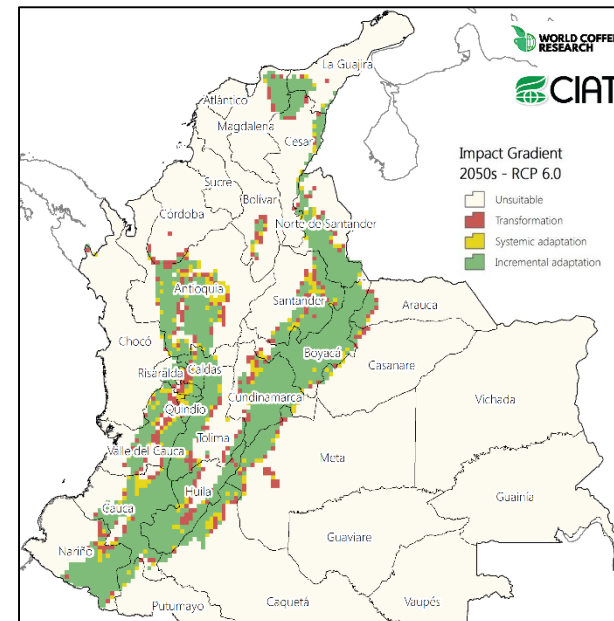 WORLD COFFEE
RESEARCH
CIAT
La Guajira
Atlántico
Magdalena
Cesar
Impact Gradient
2050s - RCP 6.0
Unsuitable
Transformation
Systemic adaptation
Incremental adaptation
Sucre
Bolívar
Córdoba
Norte de Santander
Antioquia
Santander
Arauca
Chocó
Boyacá
Casanare
Risaralda
Caldas
Cundinamarca
Vichada
Quindío
Tolima
Valle del Cauca
Meta
Huila
Guainía
Cauca
Guaviare
Nariño
Putumayo
Caquetá
Vaupés